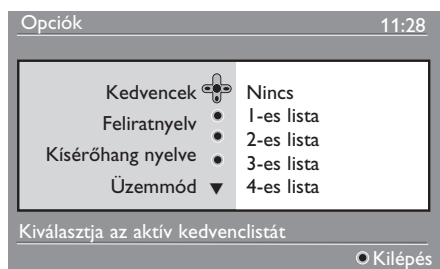 Opciók 11:28
Kedvencek Nincs
Feliratnyelv 1-es lista
2-es lista
Kísérőhang nyelve 3-es lista
Üzemmód 4-es lista
Kiválasztja az aktív kedvenclistát
Kilépés